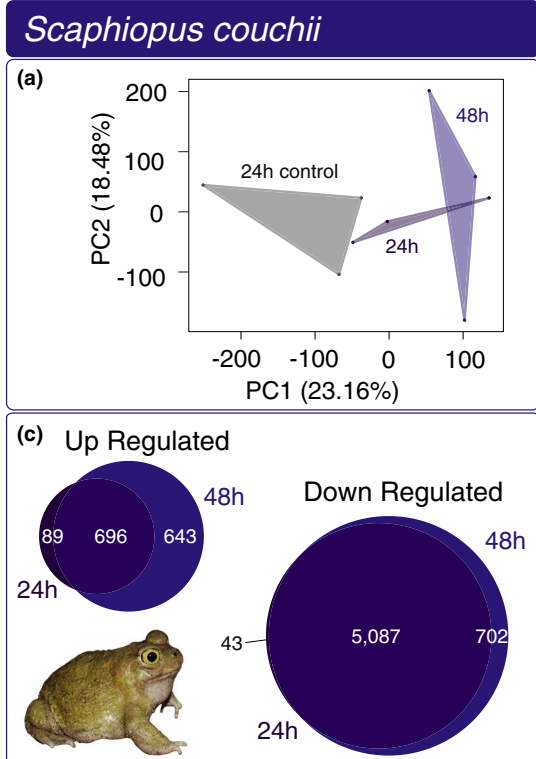 Scaphiopus couchii
(a)
200
100
0
-100
PC2 (18.48%)
48h
24h control
24h
-200 -100 0 100
PC1 (23.16%)
(c)
Up Regulated
48h
89 696 643
24h
Down Regulated
48h
43
5,087 702
24h